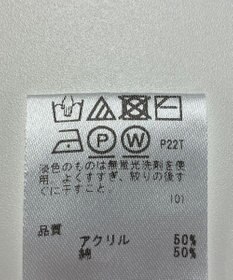 P W P22T
淡色のものは無蛍光洗剤を使
用、よくすすぎ、絞りの後す
ぐに干すこと。
101
品質
アクリル 50%
綿 50%